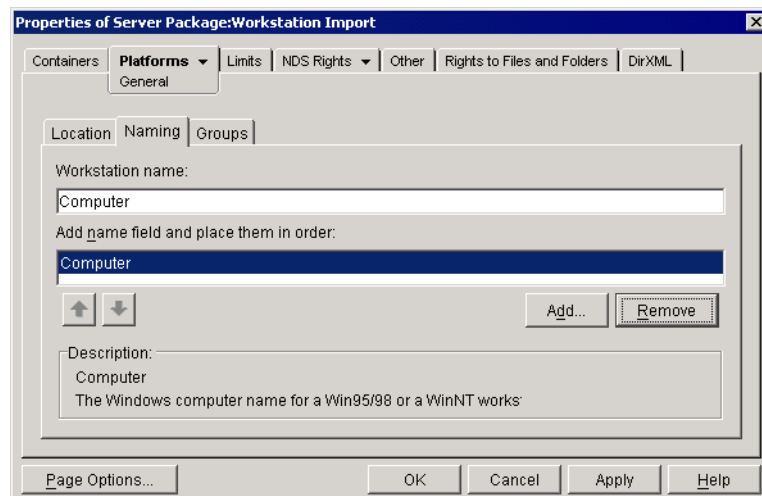 Properties of Server Package:Workstation Import
Containers Platforms Limits NDS Rights Other Rights to Files and Folders DirXML
General
Location Naming Groups
Workstation name:
Computer
Add name field and place them in order:
Computer
Add... Remove
Description:
Computer
The Windows computer name for a Win95/98 or a WinNT works
Page Options... OK Cancel Apply Help